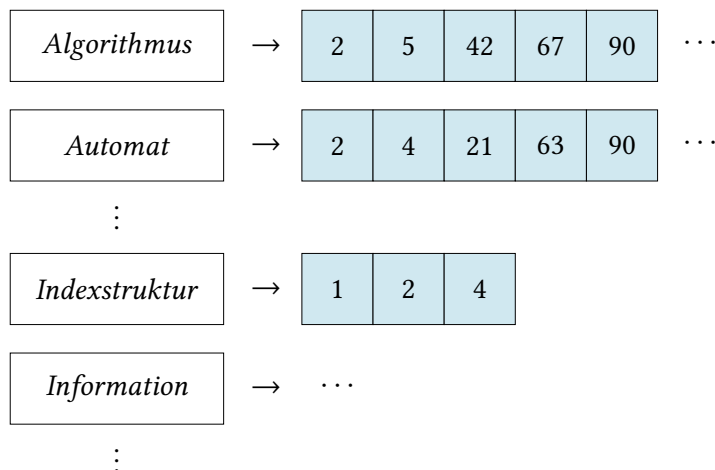 Algorithmus → 2 5 42 67 90 ···
Automat → 2 4 21 63 90 ···
⋮
Indexstruktur → 1 2 4
Information → ···
⋮